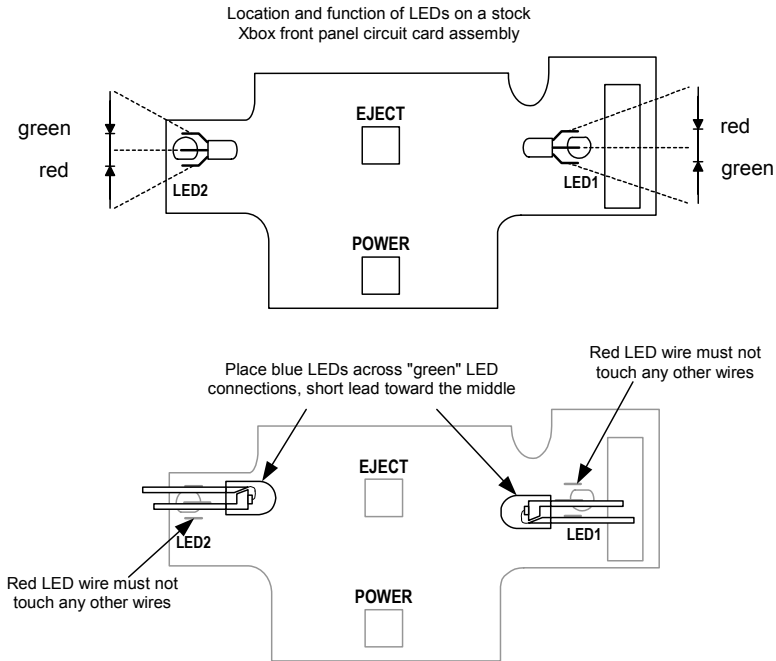 Location and function of LEDs on a stock
Xbox front panel circuit card assembly
EJECT
green
red
red
green
LED2
LED1
POWER
Place blue LEDs across "green" LED
connections, short lead toward the middle
Red LED wire must not
touch any other wires
EJECT
LED2
LED1
Red LED wire must not
touch any other wires
POWER